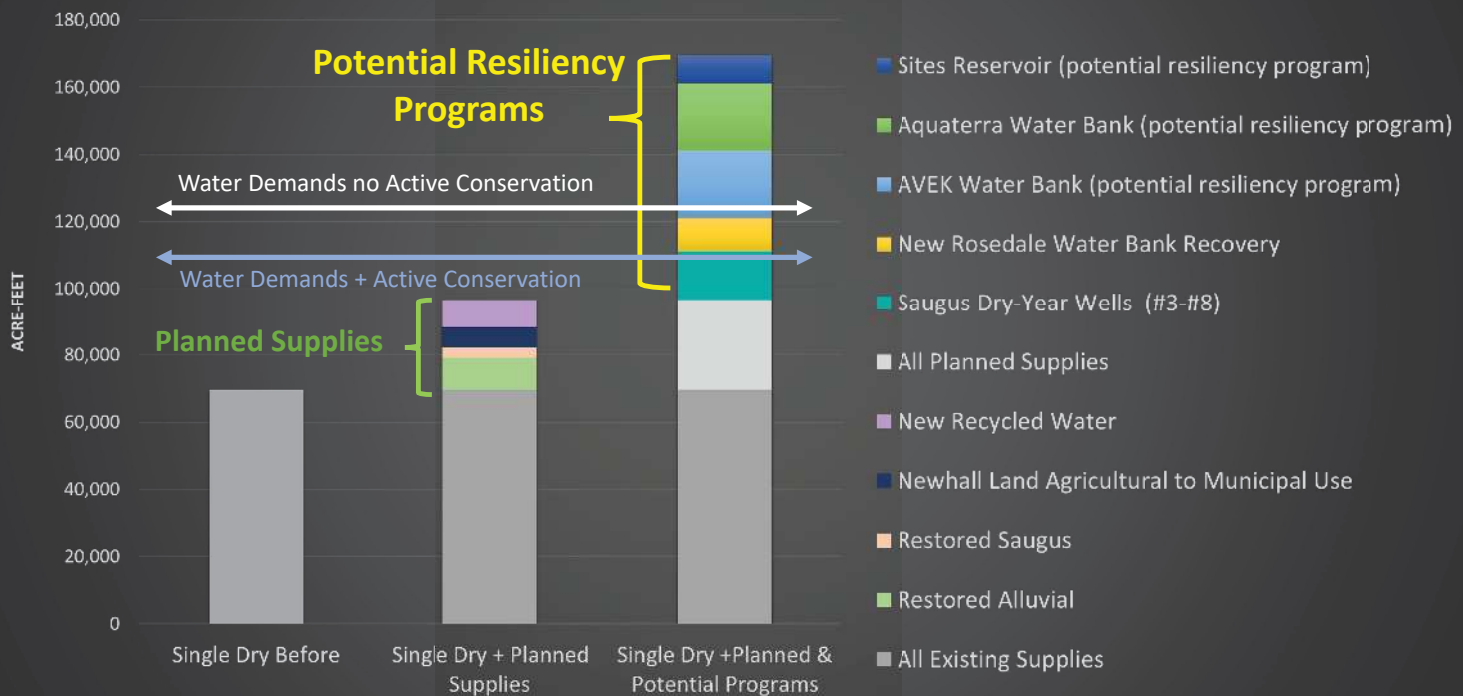 180,000
160,000
140,000
120,000
100,000
80,000
60,000
40,000
20,000
0
ACRE-FEET
Potential Resiliency
Programs
Water Demands no Active Conservation
Water Demands + Active Conservation
Planned Supplies
Single Dry Before
Single Dry + Planned
Supplies
Single Dry +Planned &
Potential Programs
Sites Reservoir (potential resiliency program)
Aquaterra Water Bank (potential resiliency program)
AVEK Water Bank (potential resiliency program)
New Rosedale Water Bank Recovery
Saugus Dry-Year Wells (#3-#8)
All Planned Supplies
New Recycled Water
Newhall Land Agricultural to Municipal Use
Restored Saugus
Restored Alluvial
All Existing Supplies